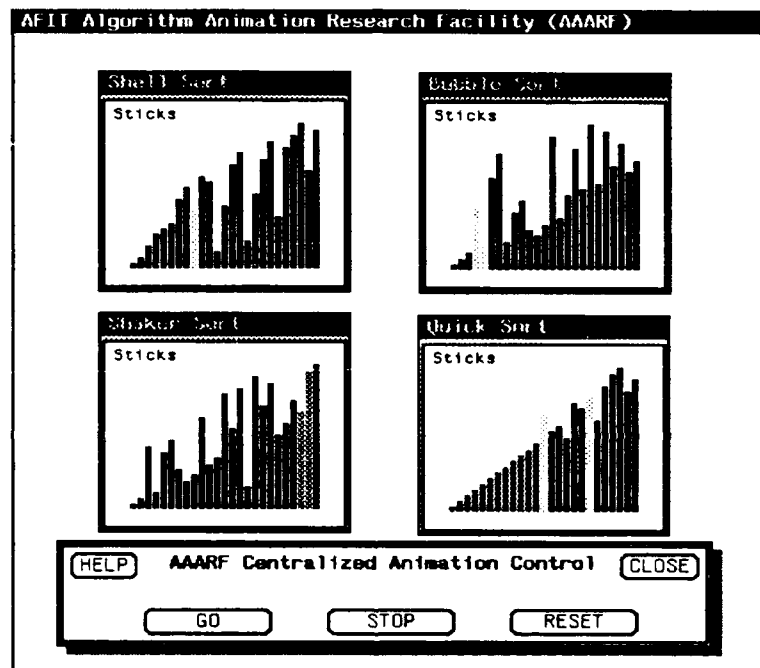 AFIT Algorithm Animation Research Facility (AAARF)
Shell Sort
Sticks
Bubble Sort
Sticks
Shaker Sort
Sticks
Quick Sort
Sticks
HELP
AAARF Centralized Animation Control
CLOSE
GO
STOP
RESET